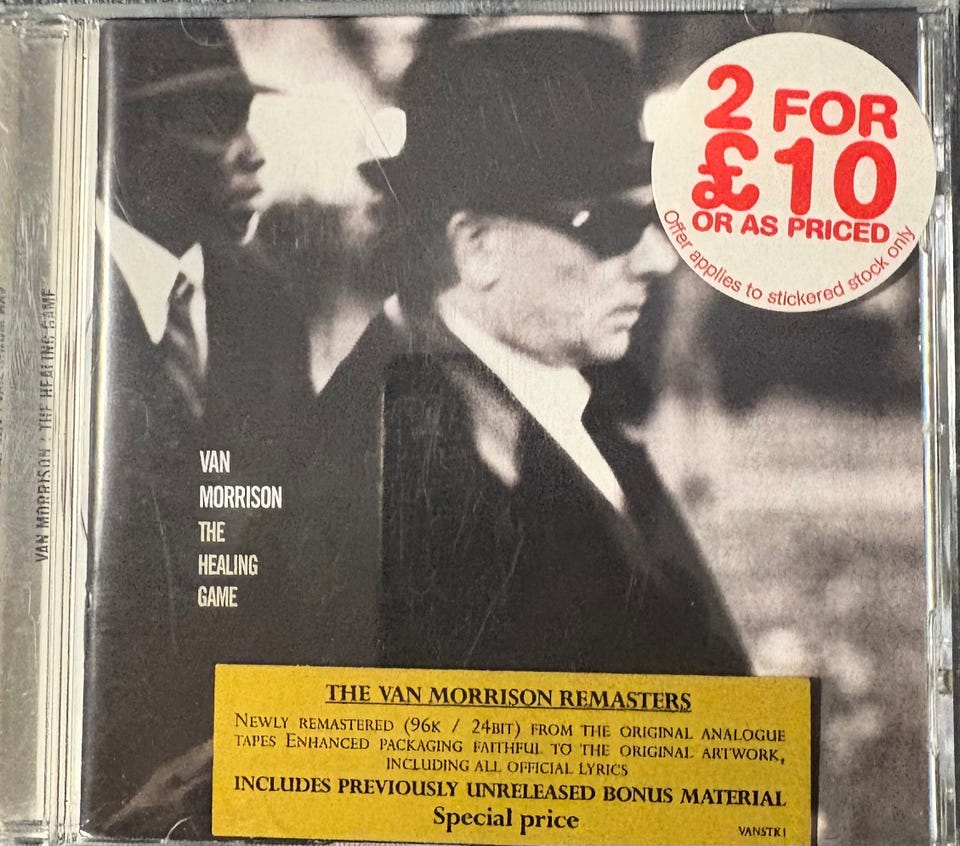 2 FOR
£10
OR AS PRICED
Offer applies to stickered stock only
VAN MORRISON : THE HEALING GAME
VAN
MORRISON
THE
HEALING
GAME
THE VAN MORRISON REMASTERS
NEWLY REMASTERED (96K / 24BIT) FROM THE ORIGINAL ANALOGUE
TAPES ENHANCED PACKAGING FAITHFUL TO THE ORIGINAL ARTWORK,
INCLUDING ALL OFFICIAL LYRICS
INCLUDES PREVIOUSLY UNRELEASED BONUS MATERIAL
Special price
VANSTK1